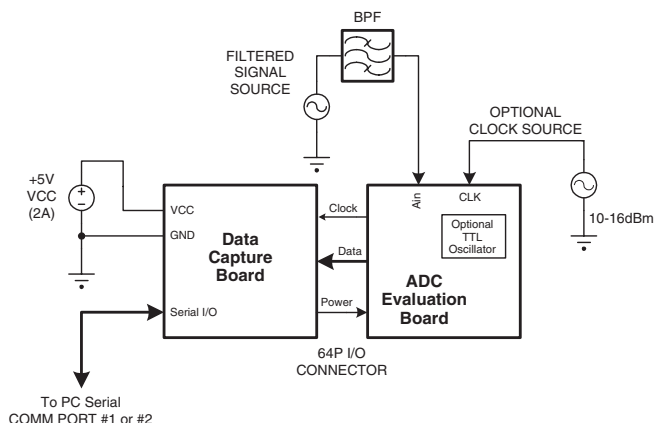 BPF
FILTERED
SIGNAL
SOURCE
OPTIONAL
CLOCK SOURCE
+5V
VCC
(2A)
+
−
VCC
GND
Data
Capture
Board
Serial I/O
Clock
Data
Power
Ain
CLK
Optional
TTL
Oscillator
ADC
Evaluation
Board
10-16dBm
64P I/O
CONNECTOR
To PC Serial
COMM PORT #1 or #2